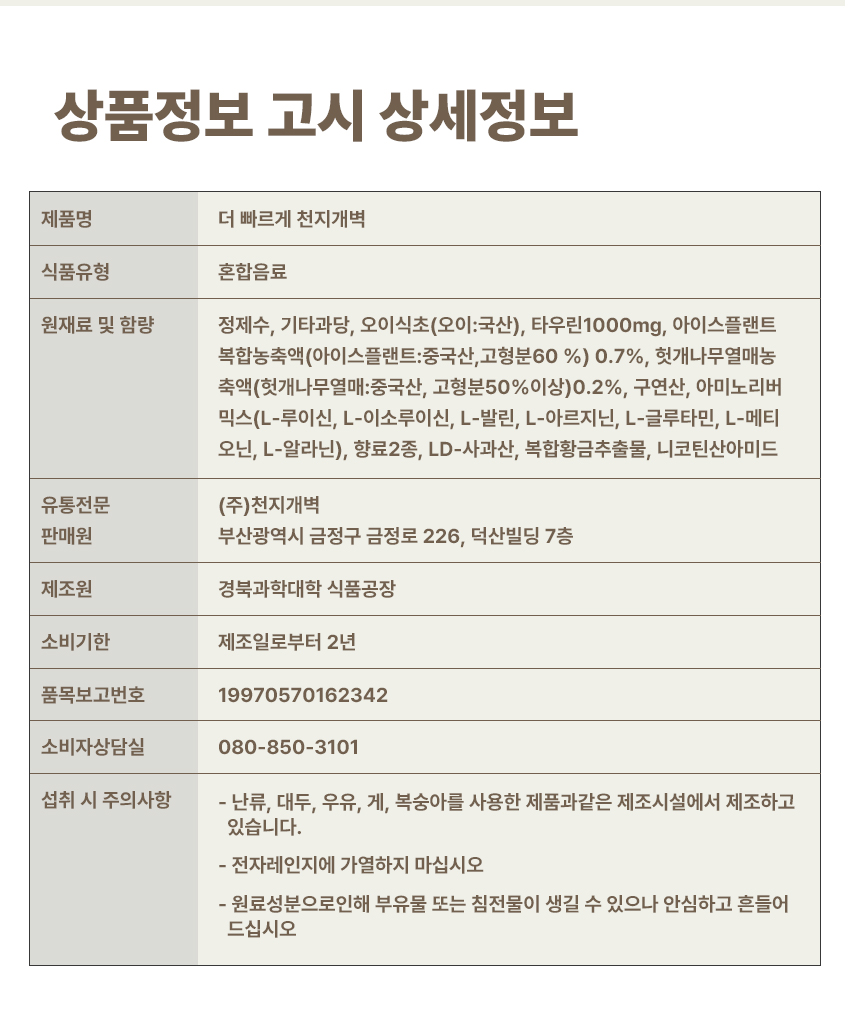 상품정보 고시 상세정보
제품명
더 빠르게 천지개벽
식품유형
혼합음료
원재료 및 함량
정제수, 기타과당, 오이식초(오이:국산), 타우린1000mg, 아이스플랜트
복합농축액(아이스플랜트:중국산,고형분60 %) 0.7%, 헛개나무열매농
축액(헛개나무열매:중국산, 고형분50%이상)0.2%, 구연산, 아미노리버
믹스(L-루이신, L-이소루이신, L-발린, L-아르지닌, L-글루타민, L-메티
오닌, L-알라닌), 향료2종, LD-사과산, 복합황금추출물, 니코틴산아미드
유통전문
판매원
(주)천지개벽
부산광역시 금정구 금정로 226, 덕산빌딩 7층
제조원
경북과학대학 식품공장
소비기한
제조일로부터 2년
품목보고번호
19970570162342
소비자상담실
080-850-3101
섭취 시 주의사항
- 난류, 대두, 우유, 게, 복숭아를 사용한 제품과같은 제조시설에서 제조하고
있습니다.
- 전자레인지에 가열하지 마십시오
- 원료성분으로인해 부유물 또는 침전물이 생길 수 있으나 안심하고 흔들어
드십시오